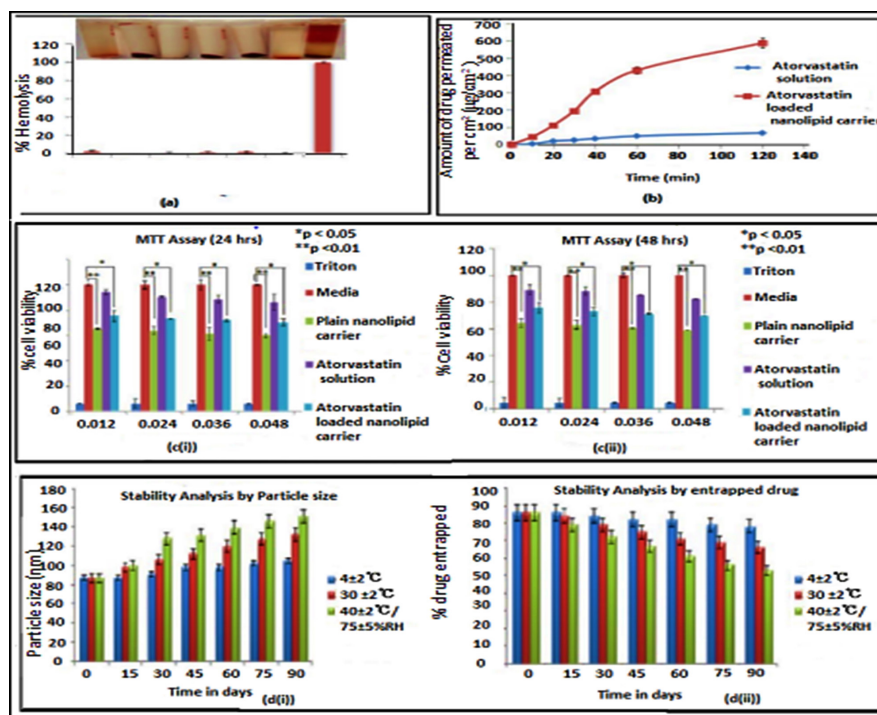 120
100
80
60
40
20
0
% Hemolysis
(a)
700
600
500
400
300
200
100
0
Amount of drug permeated
per cm² (µg/cm²)
0 20 40 60 80 100 120 140
Time (min)
Atorvastatin
solution
Atorvastatin
loaded
nanolipid carrier
(b)
MTT Assay (24 hrs)
*p < 0.05
**p <0.01
120
100
80
60
40
20
0
%cell viability
** * ** * ** * ** *
0.012 0.024 0.036 0.048
Triton
Media
Plain nanolipid
carrier
Atorvastatin
solution
Atorvastatin
loaded nanolipid
carrier
(c(i))
MTT Assay (48 hrs)
*p < 0.05
**p <0.01
120
100
80
60
40
20
0
%Cell viability
** * ** * ** * ** *
0.012 0.024 0.036 0.048
Triton
Media
Plain nanolipid
carrier
Atorvastatin
solution
Atorvastatin
loaded nanolipid
carrier
(c(ii))
Stability Analysis by Particle size
180
160
140
120
100
80
60
40
20
0
Particle size (nm)
4±2℃
30 ±2℃
40±2℃/
75±5%RH
0 15 30 45 60 75 90
Time in days
(d(i))
Stability Analysis by entrapped drug
90
80
70
60
50
40
30
20
10
0
% drug entrapped
4±2℃
30 ±2℃
40±2℃/
75±5%RH
0 15 30 45 60 75 90
Time in days
(d(ii))